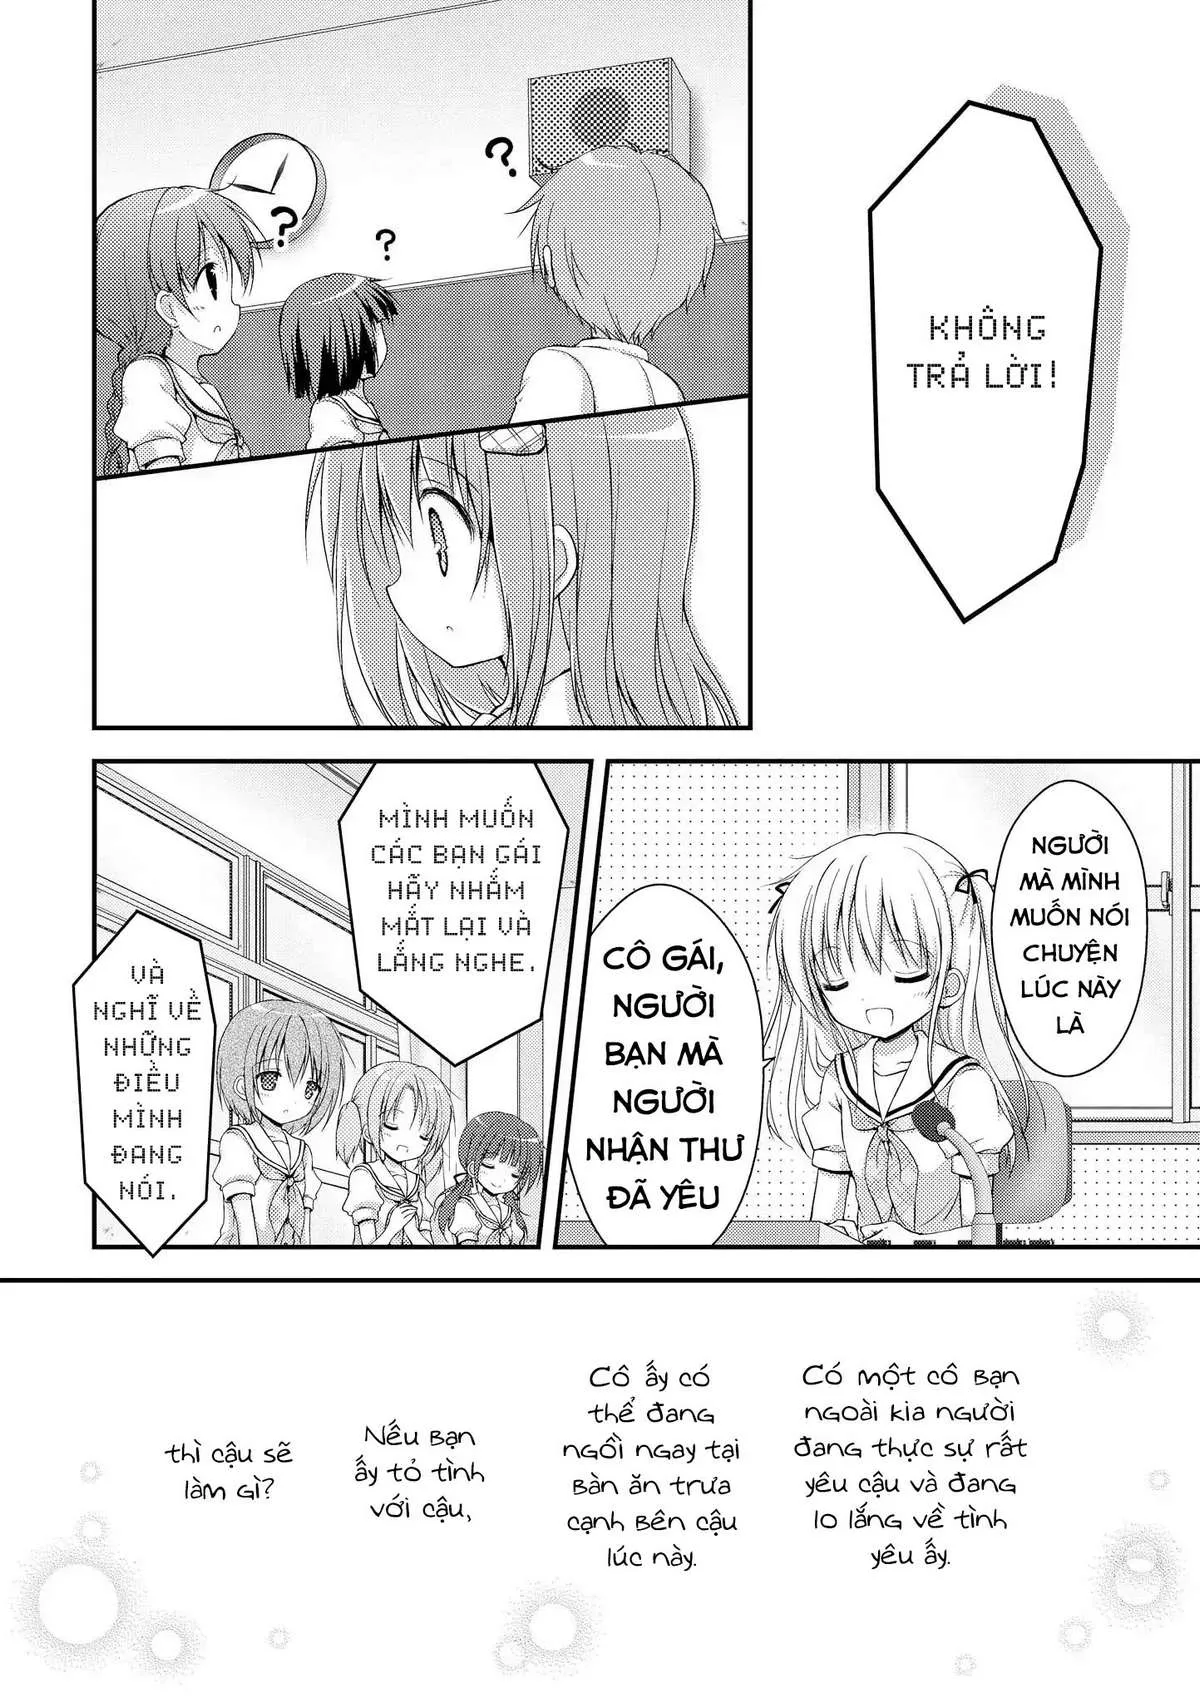 KHÔNG
TRẢ LỜI!
?
?
?
NGƯỜI
MÀ MÌNH
MUỐN NÓI
CHUYỆN
LÚC NÀY
LÀ
CÔ GÁI,
NGƯỜI
BẠN MÀ
NGƯỜI
NHẬN THƯ
ĐÃ YÊU
MÌNH MUỐN
CÁC BẠN GÁI
HÃY NHẮM
MẮT LẠI VÀ
LẮNG NGHE.
VÀ
NGHĨ VỀ
NHỮNG
ĐIỀU
MÌNH
ĐANG
NÓI.
Có một cô bạn
ngoài kia người
đang thực sự rất
yêu cậu và đang
lo lắng về tình
yêu ấy.
Cô ấy có
thể đang
ngồi ngay tại
bàn ăn trưa
cạnh bên cậu
lúc này.
Nếu bạn
ấy tỏ tình
với cậu,
thì cậu sẽ
làm gì?